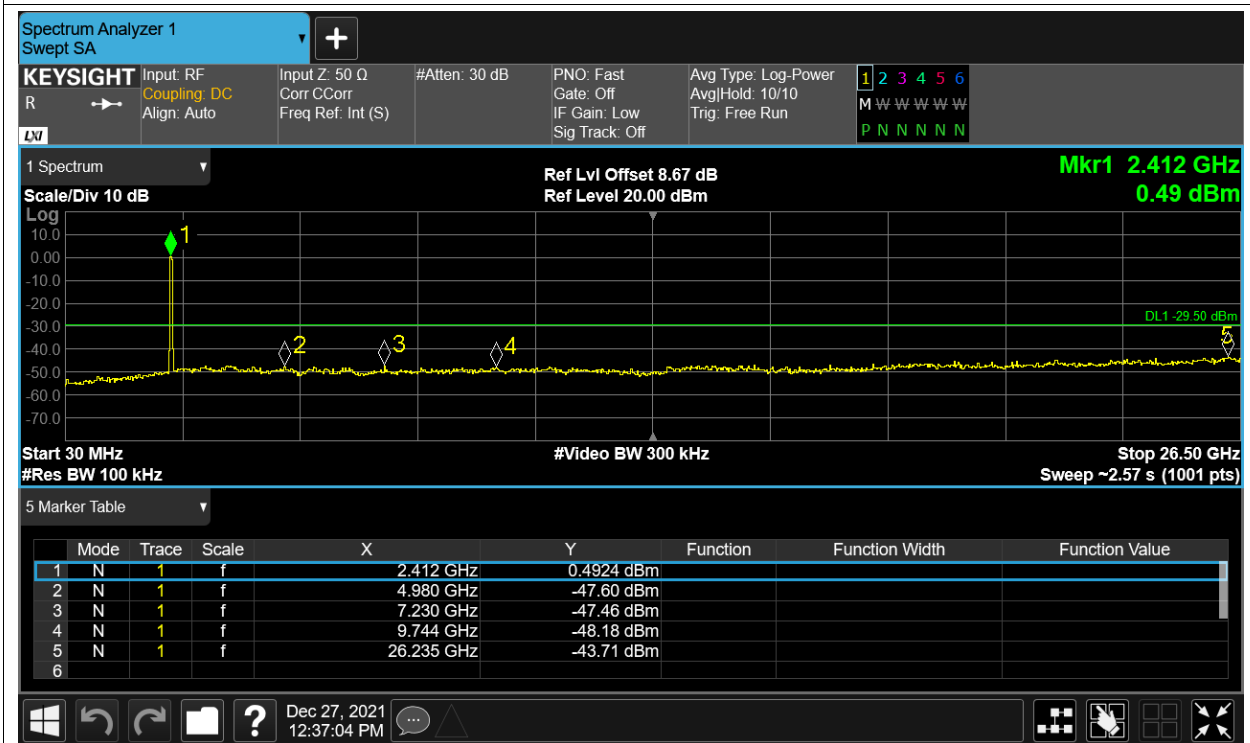 Spectrum Analyzer 1
Swept SA
KEYSIGHT
R
LXI
Input: RF
Coupling: DC
Align: Auto
Input Z: 50 Ω
Corr CCorr
Freq Ref: Int (S)
#Atten: 30 dB
PNO: Fast
Gate: Off
IF Gain: Low
Sig Track: Off
Avg Type: Log-Power
Avg|Hold: 10/10
Trig: Free Run
1 2 3 4 5 6
M W W W W W
P N N N N N
1 Spectrum
Scale/Div 10 dB
Ref Lvl Offset 8.67 dB
Ref Level 20.00 dBm
Mkr1 2.412 GHz
0.49 dBm
Log
10.0
0.00
-10.0
-20.0
-30.0
-40.0
-50.0
-60.0
-70.0
1
2
3
4
5
DL1 -29.50 dBm
Start 30 MHz
#Video BW 300 kHz
Stop 26.50 GHz
#Res BW 100 kHz
Sweep ~2.57 s (1001 pts)
5 Marker Table
Mode Trace Scale X Y Function Function Width Function Value
1 N 1 f 2.412 GHz 0.4924 dBm
2 N 1 f 4.980 GHz -47.60 dBm
3 N 1 f 7.230 GHz -47.46 dBm
4 N 1 f 9.744 GHz -48.18 dBm
5 N 1 f 26.235 GHz -43.71 dBm
6
?
Dec 27, 2021
12:37:04 PM